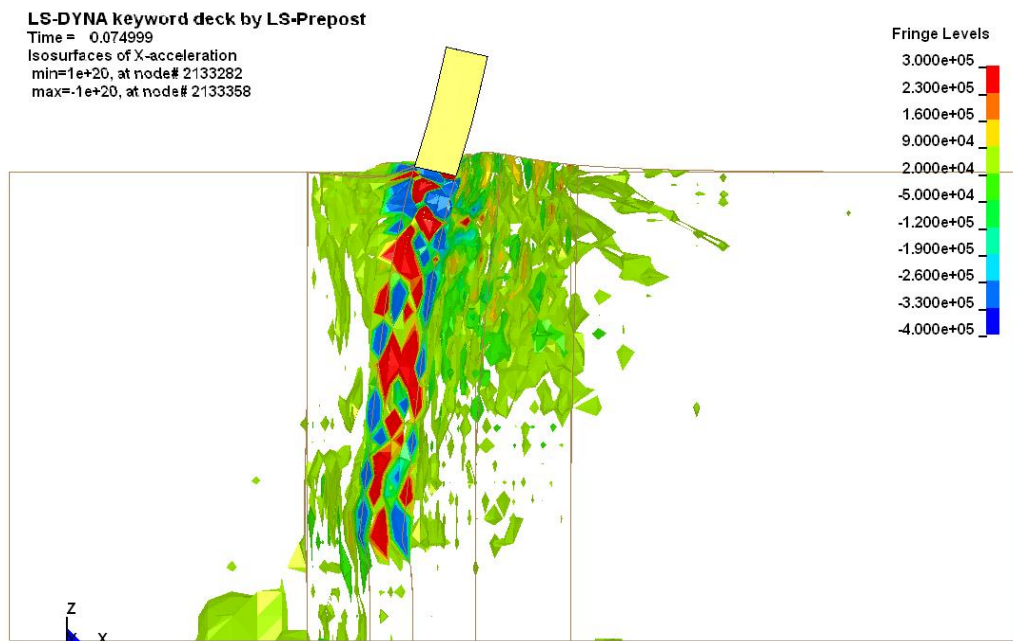 LS-DYNA keyword deck by LS-Prepost
Time = 0.074999
Isosurfaces of X-acceleration
min=1e+20, at node# 2133282
max=-1e+20, at node# 2133358
Fringe Levels
3.000e+05
2.300e+05
1.600e+05
9.000e+04
2.000e+04
-5.000e+04
-1.200e+05
-1.900e+05
-2.600e+05
-3.300e+05
-4.000e+05
Z
X